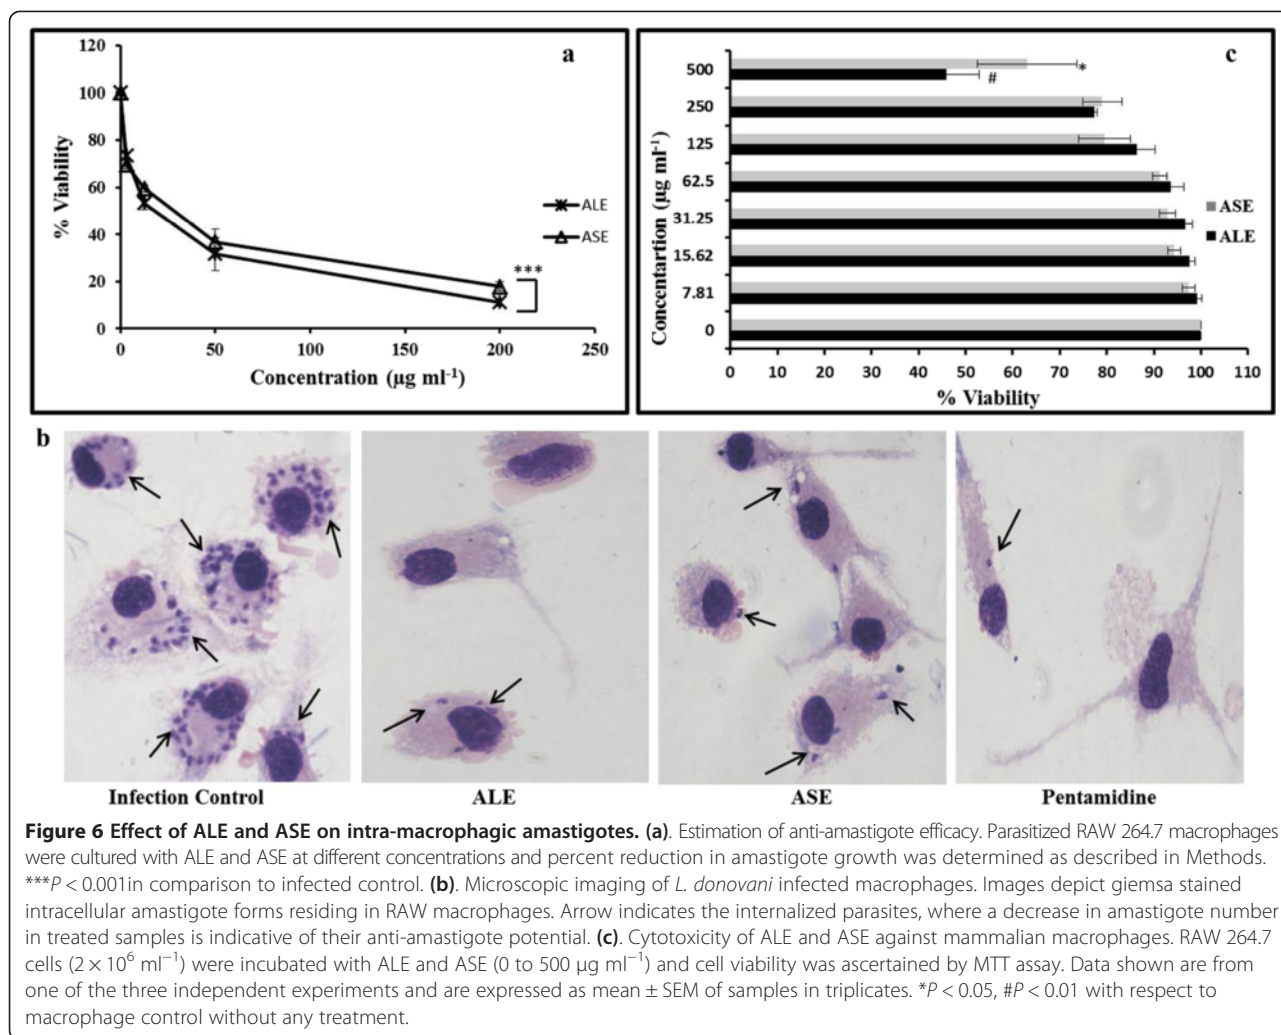 120
100
80
60
40
20
0
% Viability
a
ALE
ASE
***
0 50 100 150 200 250
Concentration (µg ml-1)
c
Concentartion (µg ml-1)
500
250
125
62.5
31.25
15.62
7.81
0
*
#
ASE
ALE
0 10 20 30 40 50 60 70 80 90 100 110
% Viability
b
Infection Control ALE ASE Pentamidine
Figure 6 Effect of ALE and ASE on intra-macrophagic amastigotes. (a). Estimation of anti-amastigote efficacy. Parasitized RAW 264.7 macrophages
were cultured with ALE and ASE at different concentrations and percent reduction in amastigote growth was determined as described in Methods.
***P < 0.001in comparison to infected control. (b). Microscopic imaging of L. donovani infected macrophages. Images depict giemsa stained
intracellular amastigote forms residing in RAW macrophages. Arrow indicates the internalized parasites, where a decrease in amastigote number
in treated samples is indicative of their anti-amastigote potential. (c). Cytotoxicity of ALE and ASE against mammalian macrophages. RAW 264.7
cells (2 × 10⁶ ml⁻¹) were incubated with ALE and ASE (0 to 500 µg ml⁻¹) and cell viability was ascertained by MTT assay. Data shown are from
one of the three independent experiments and are expressed as mean ± SEM of samples in triplicates. *P < 0.05, #P < 0.01 with respect to
macrophage control without any treatment.